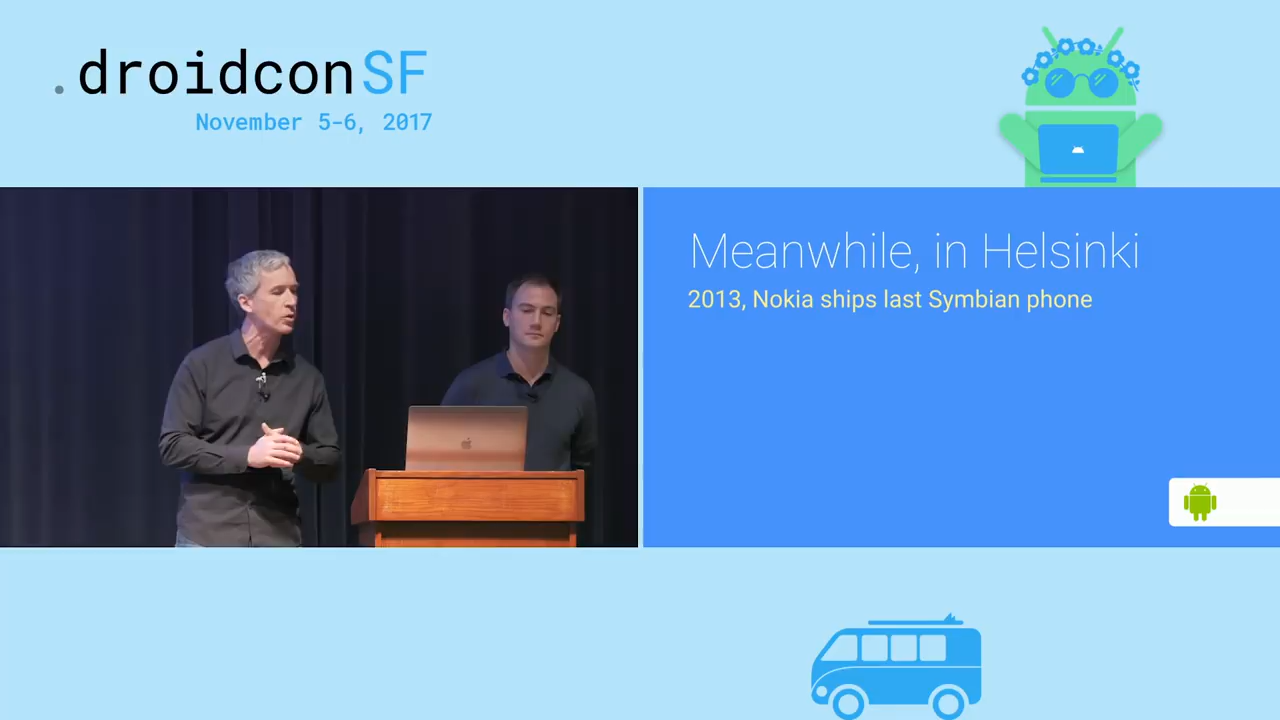 .droidconSF
November 5-6, 2017
Meanwhile, in Helsinki
2013, Nokia ships last Symbian phone